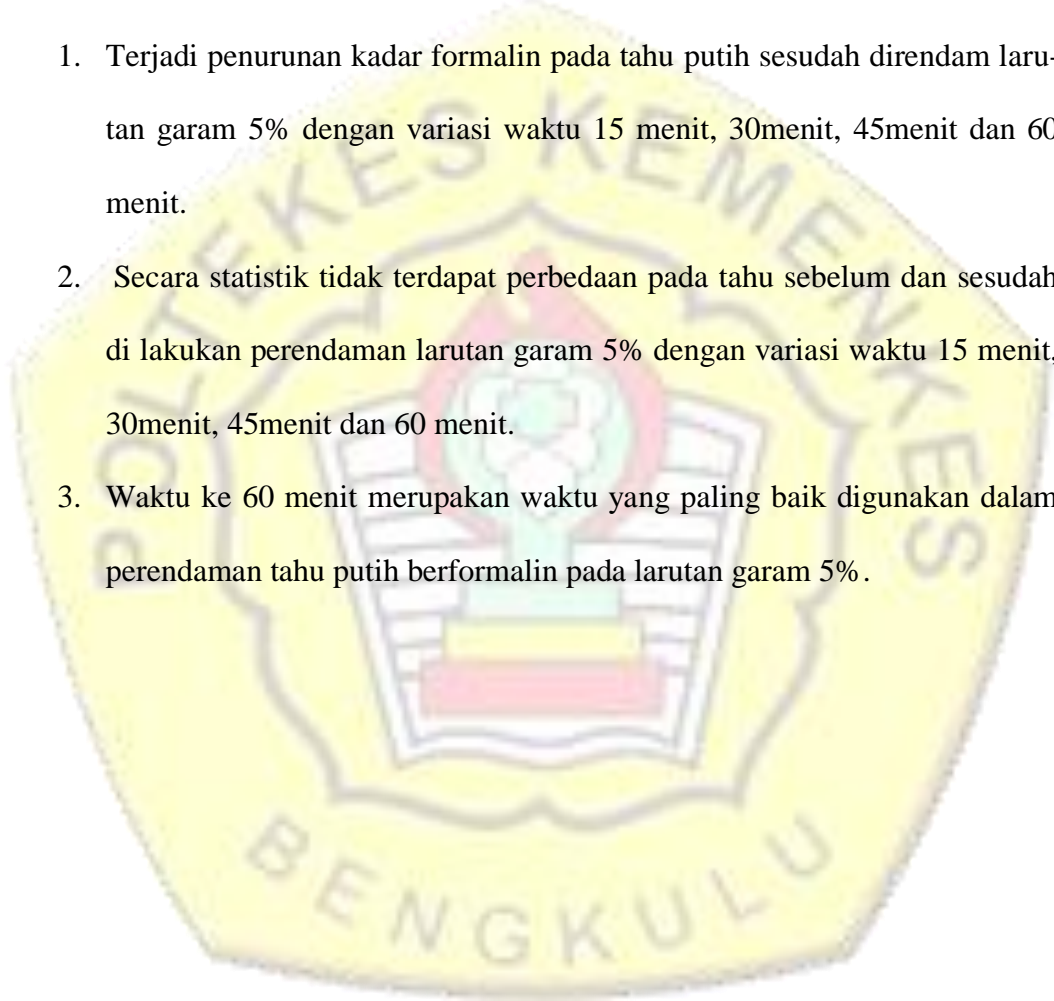 1. Terjadi penurunan kadar formalin pada tahu putih sesudah direndam laru-
tan garam 5% dengan variasi waktu 15 menit, 30menit, 45menit dan 60
menit.
2. Secara statistik tidak terdapat perbedaan pada tahu sebelum dan sesudah
di lakukan perendaman larutan garam 5% dengan variasi waktu 15 menit,
30menit, 45menit dan 60 menit.
3. Waktu ke 60 menit merupakan waktu yang paling baik digunakan dalam
perendaman tahu putih berformalin pada larutan garam 5%.
POLTEKES KEMENKES
BENGKULU